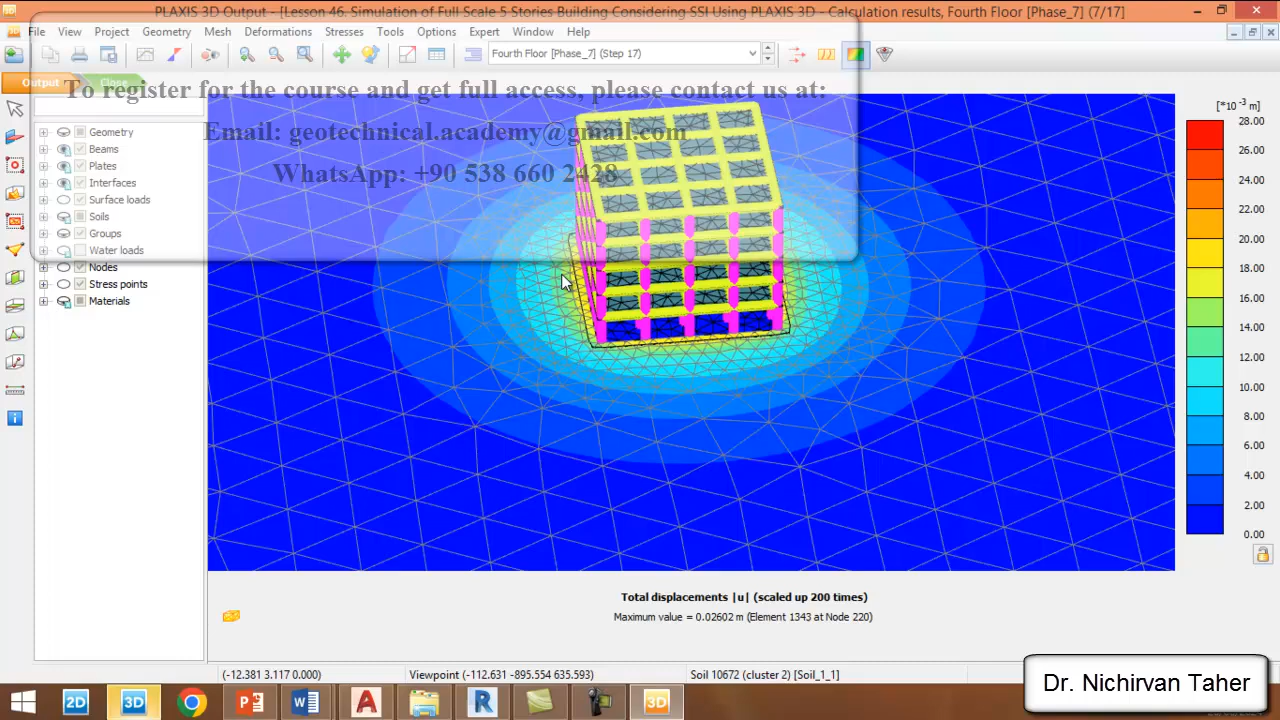 PLAXIS 3D Output - [Lesson 46. Simulation of Full Scale 5 Stories Building Considering SSI Using PLAXIS 3D - Calculation results, Fourth Floor [Phase_7] (7/17)]
File View Project Geometry Mesh Deformations Stresses Tools Options Expert Window Help
Fourth Floor [Phase_7] (Step 17)
Output Close
To register for the course and get full access, please contact us at:
Email: geotechnical.academy@gmail.com
WhatsApp: +90 538 660 2428
Geometry
Beams
Plates
Interfaces
Surface loads
Soils
Groups
Water loads
Nodes
Stress points
Materials
[*10⁻³ m]
28.00
26.00
24.00
22.00
20.00
18.00
16.00
14.00
12.00
10.00
8.00
6.00
4.00
2.00
0.00
Total displacements |u| (scaled up 200 times)
Maximum value = 0.02602 m (Element 1343 at Node 220)
(-12.381 3.117 0.000) Viewpoint (-112.631 -895.554 635.593) Soil 10672 (cluster 2) [Soil_1_1]
Dr. Nichirvan Taher
2D 3D 3D